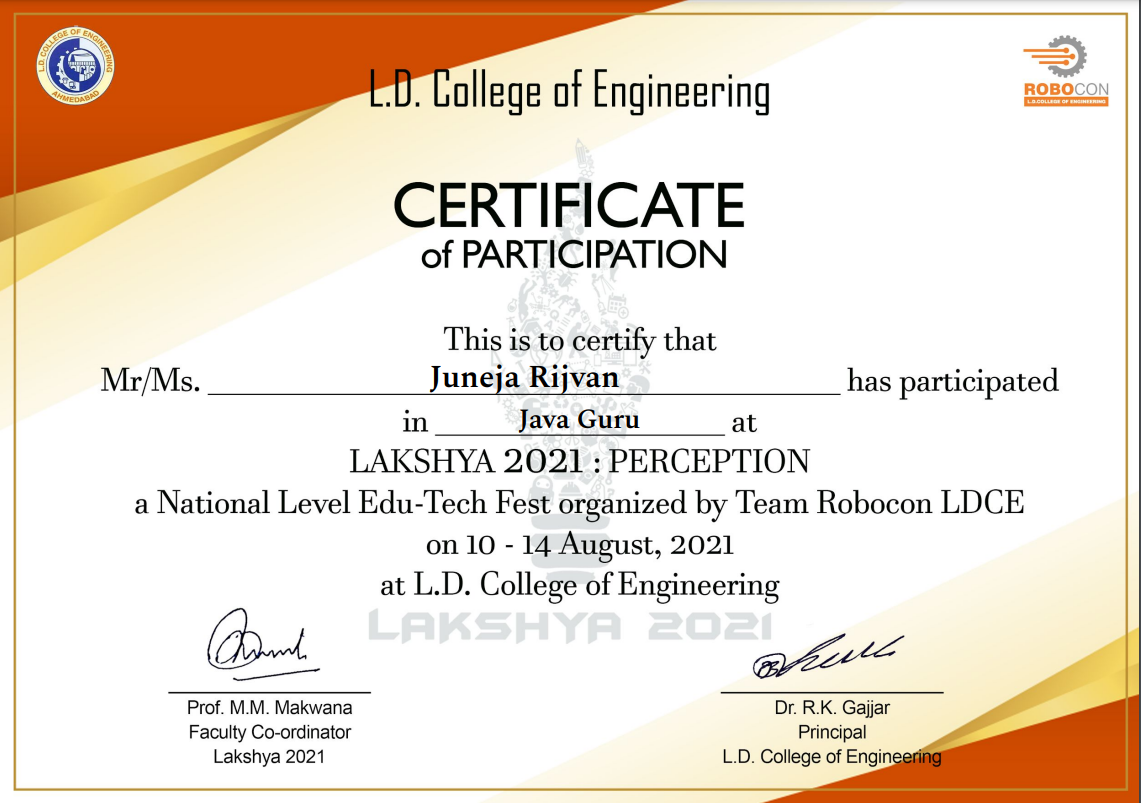 L.D. COLLEGE OF ENGINEERING
AHMEDABAD
ROBOCON
L.D.COLLEGE OF ENGINEERING
L.D. College of Engineering
CERTIFICATE
of PARTICIPATION
This is to certify that
Mr/Ms. Juneja Rijvan has participated
in Java Guru at
LAKSHYA 2021 : PERCEPTION
a National Level Edu-Tech Fest organized by Team Robocon LDCE
on 10 - 14 August, 2021
at L.D. College of Engineering
LAKSHYA 2021
Prof. M.M. Makwana
Faculty Co-ordinator
Lakshya 2021
Dr. R.K. Gajjar
Principal
L.D. College of Engineering